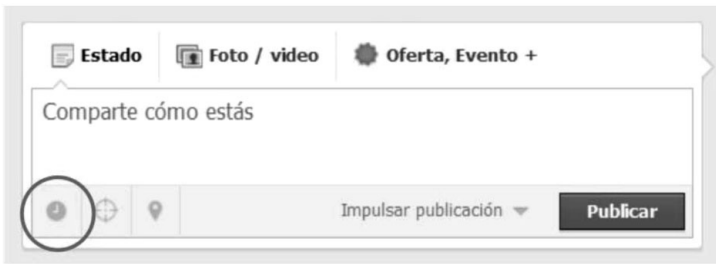 Estado Foto / video Oferta, Evento +
Comparte cómo estás
Impulsar publicación Publicar